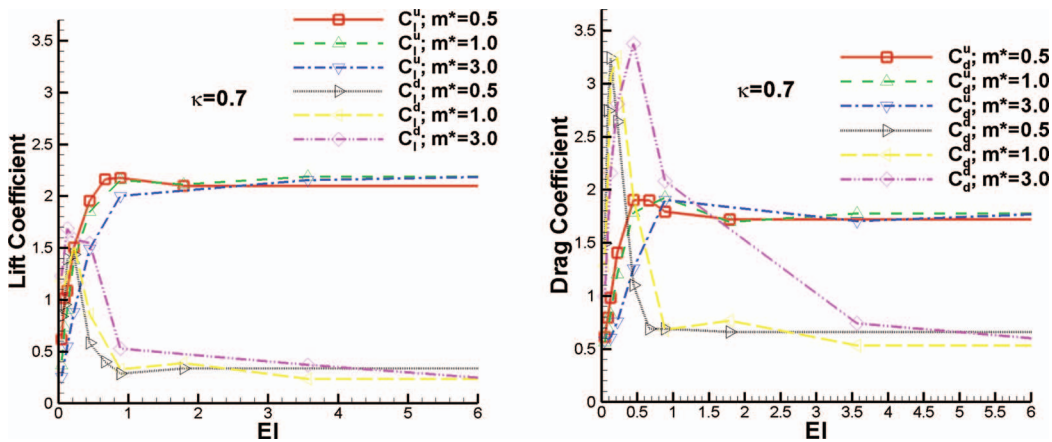 3.5
3
2.5
2
1.5
1
0.5
0
0 1 2 3 4 5 6
Lift Coefficient
EI
κ=0.7
C_l^u; m*=0.5
C_l^u; m*=1.0
C_l^u; m*=3.0
C_l^d; m*=0.5
C_l^d; m*=1.0
C_l^d; m*=3.0
3.5
3
2.5
2
1.5
1
0.5
0
0 0.5 1 1.5 2 2.5 3 3.5 4 4.5 5 5.5 6
Drag Coefficient
EI
κ=0.7
C_d^u; m*=0.5
C_d^u; m*=1.0
C_d^u; m*=3.0
C_d^d; m*=0.5
C_d^d; m*=1.0
C_d^d; m*=3.0